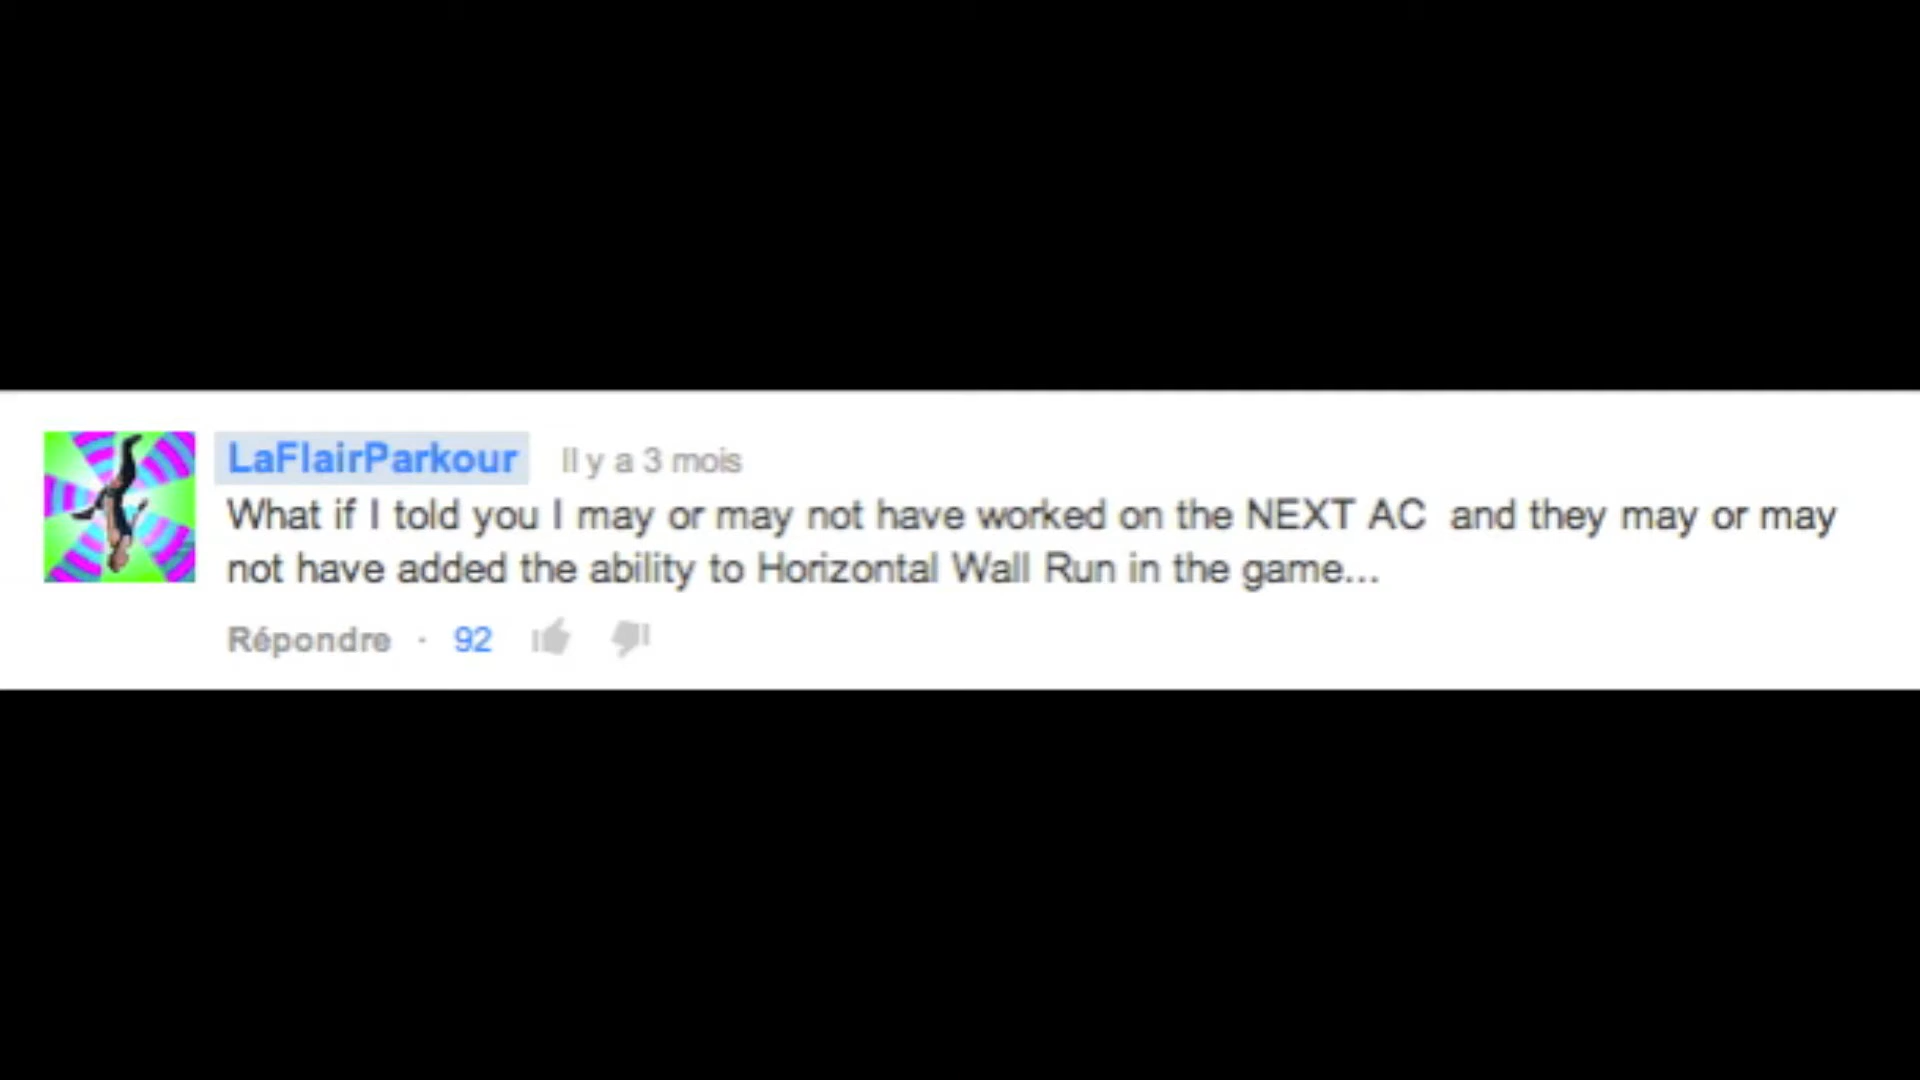 LaFlairParkour Il y a 3 mois
What if I told you I may or may not have worked on the NEXT AC and they may or may
not have added the ability to Horizontal Wall Run in the game...
Répondre · 92